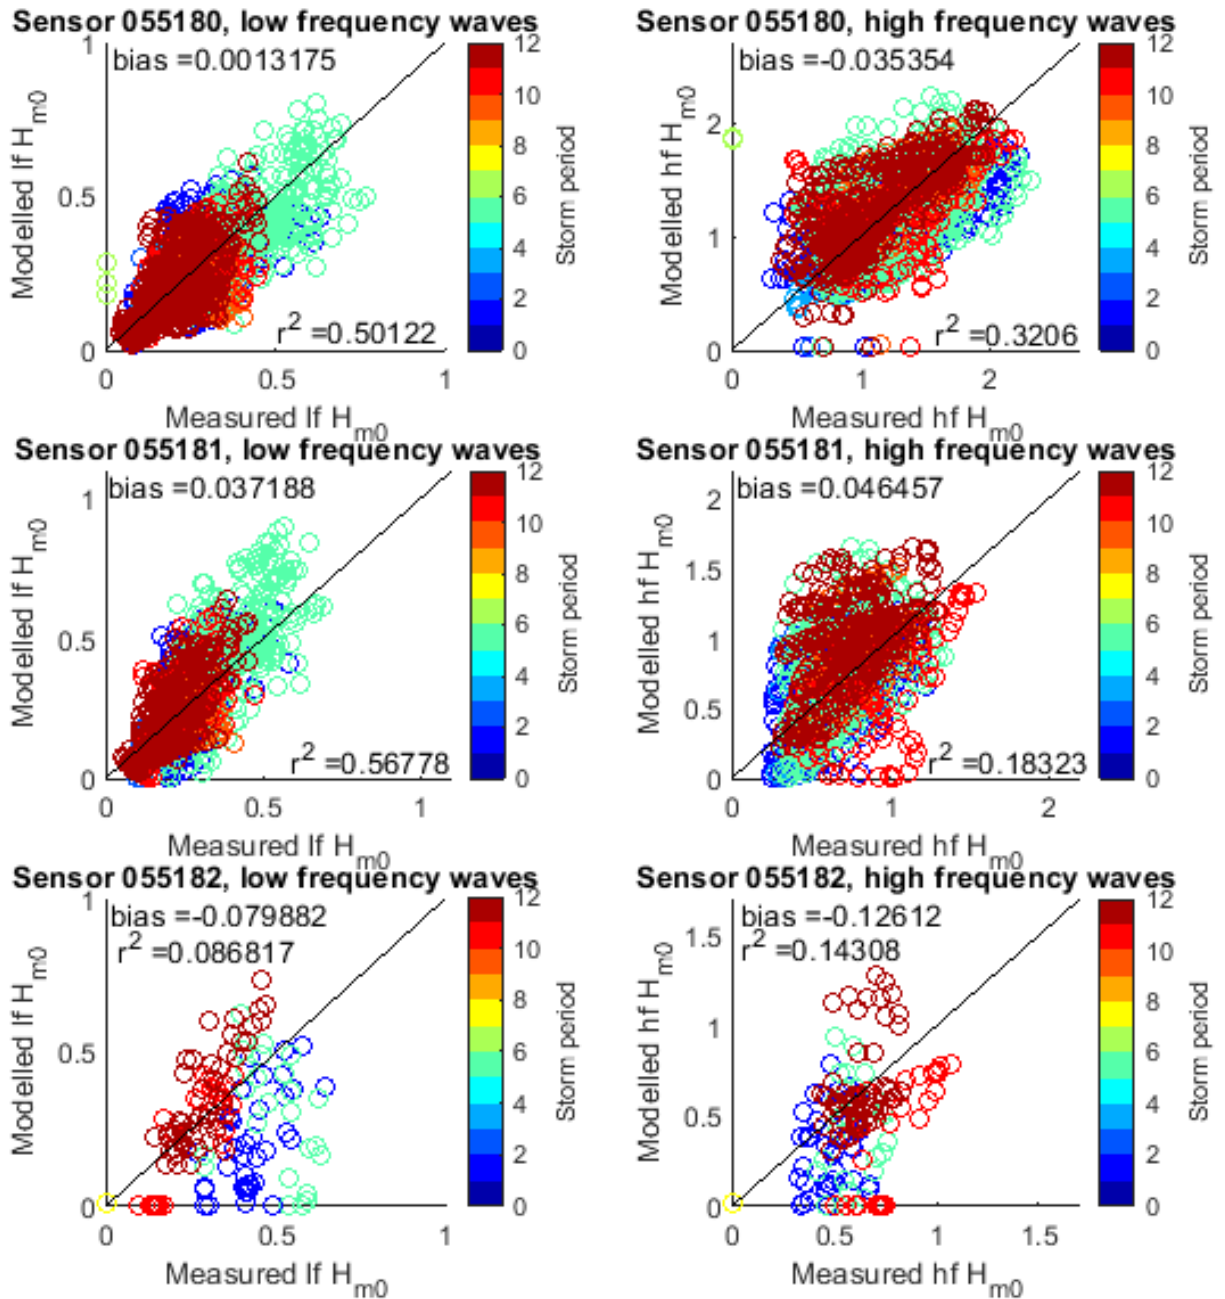 Sensor 055180, low frequency waves
bias =0.0013175
r2 =0.50122
Modelled lf Hm0
Measured lf Hm0
0
0.5
1
0
0.5
1
0
2
4
6
8
10
12
Storm period
Sensor 055180, high frequency waves
bias =-0.035354
r2 =0.3206
Modelled hf Hm0
Measured hf Hm0
0
1
2
0
1
2
0
2
4
6
8
10
12
Storm period
Sensor 055181, low frequency waves
bias =0.037188
r2 =0.56778
Modelled lf Hm0
Measured lf Hm0
0
0.5
1
0
0.5
1
0
2
4
6
8
10
12
Storm period
Sensor 055181, high frequency waves
bias =0.046457
r2 =0.18323
Modelled hf Hm0
Measured hf Hm0
0
0.5
1
1.5
2
0
1
2
0
2
4
6
8
10
12
Storm period
Sensor 055182, low frequency waves
bias =-0.079882
r2 =0.086817
Modelled lf Hm0
Measured lf Hm0
0
0.5
1
0
0.5
1
0
2
4
6
8
10
12
Storm period
Sensor 055182, high frequency waves
bias =-0.12612
r2 =0.14308
Modelled hf Hm0
Measured hf Hm0
0
0.5
1
1.5
0
0.5
1
1.5
0
2
4
6
8
10
12
Storm period